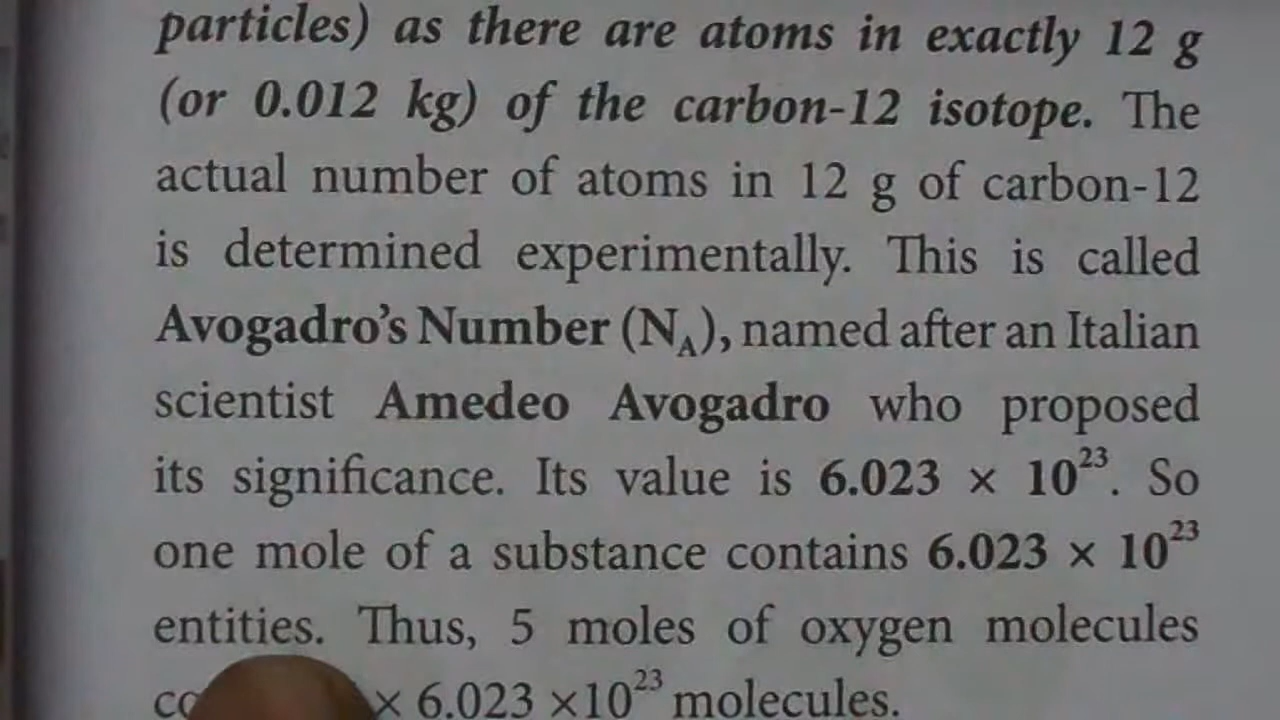 particles) as there are atoms in exactly 12 g
(or 0.012 kg) of the carbon-12 isotope. The
actual number of atoms in 12 g of carbon-12
is determined experimentally. This is called
Avogadro’s Number (N_A), named after an Italian
scientist Amedeo Avogadro who proposed
its significance. Its value is 6.023 × 10²³. So
one mole of a substance contains 6.023 × 10²³
entities. Thus, 5 moles of oxygen molecules
× 6.023 ×10²³ molecules.